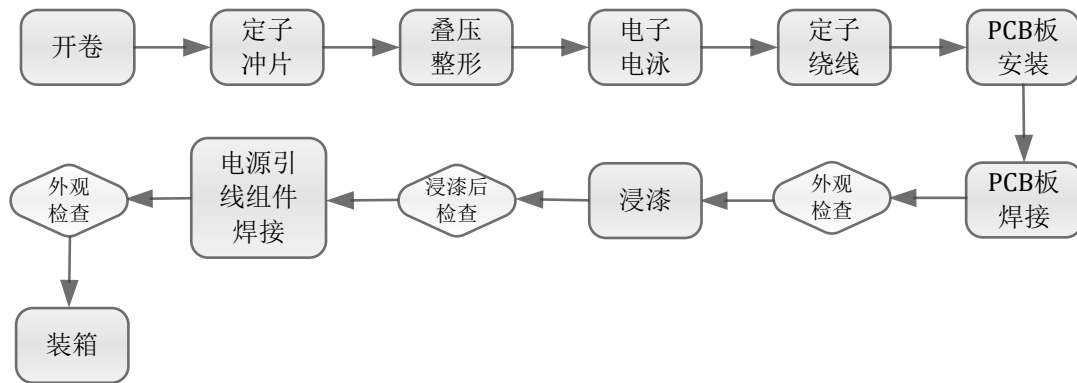 开卷
定子
冲片
叠压
整形
电子
电泳
定子
绕线
PCB板
安装
PCB板
焊接
外观
检查
浸漆
浸漆后
检查
电源引
线组件
焊接
外观
检查
装箱